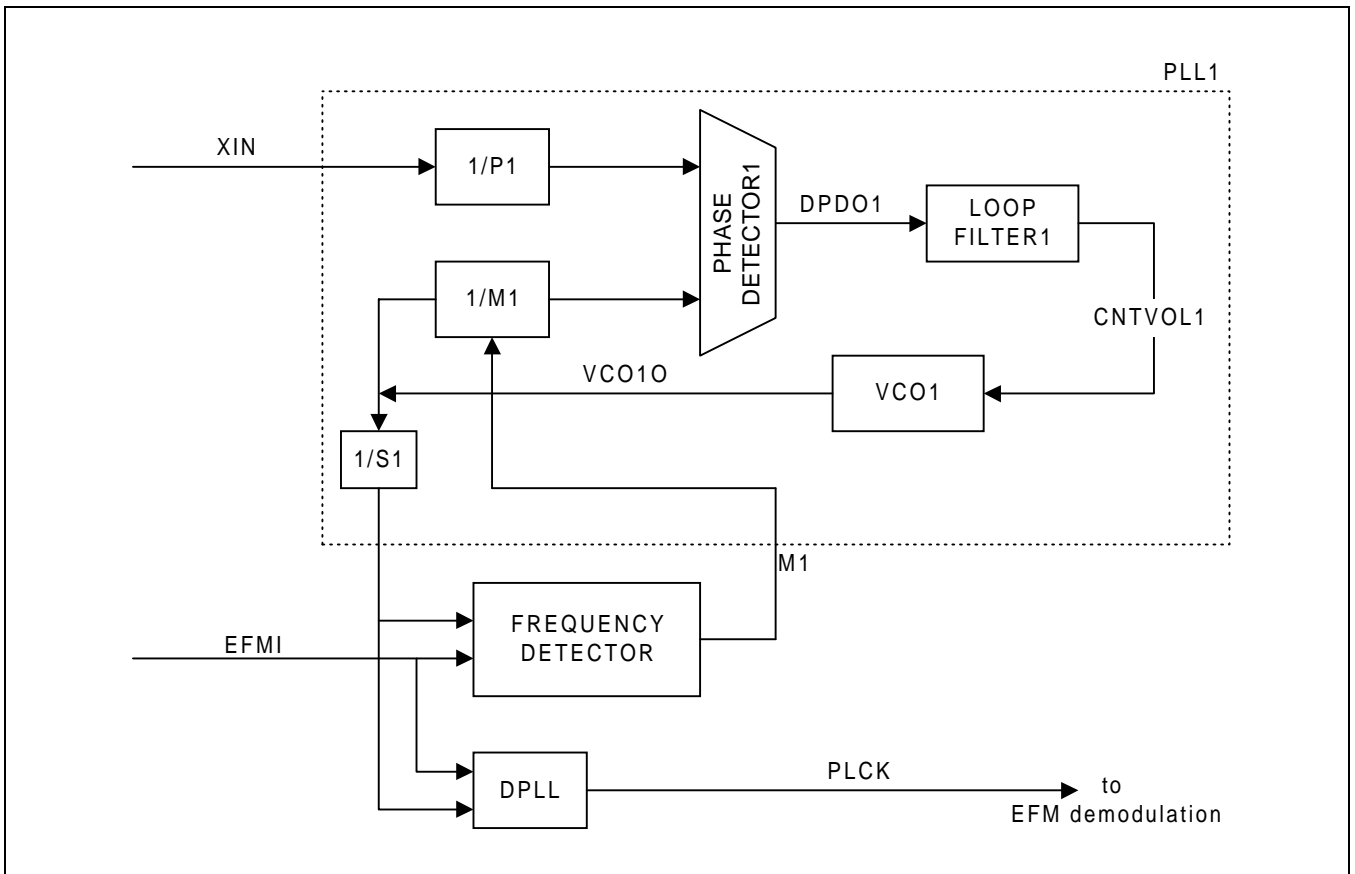 PLL1
XIN
1/P1
PHASE
DETECTOR1
DPDO1
LOOP
FILTER1
1/M1
CNTVOL1
VCO1O
VCO1
1/S1
M1
FREQUENCY
DETECTOR
EFMI
DPLL
PLCK
to
EFM demodulation